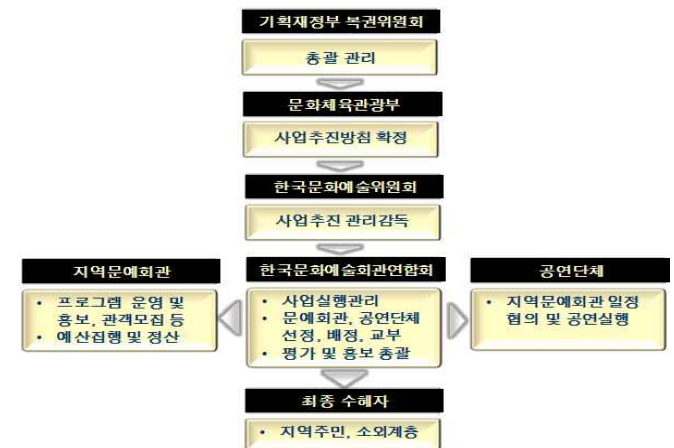 기획재정부 복권위원회
총괄 관리
문화체육관광부
사업추진방침 확정
한국문화예술위원회
사업추진 관리감독
지역문예회관
• 프로그램 운영 및
홍보, 관객모집 등
• 예산집행 및 정산
한국문화예술회관연합회
• 사업실행관리
• 문예회관, 공연단체
선정, 배정, 교부
• 평가 및 홍보 총괄
공연단체
• 지역문예회관 일정
협의 및 공연실행
최종 수혜자
• 지역주민, 소외계층